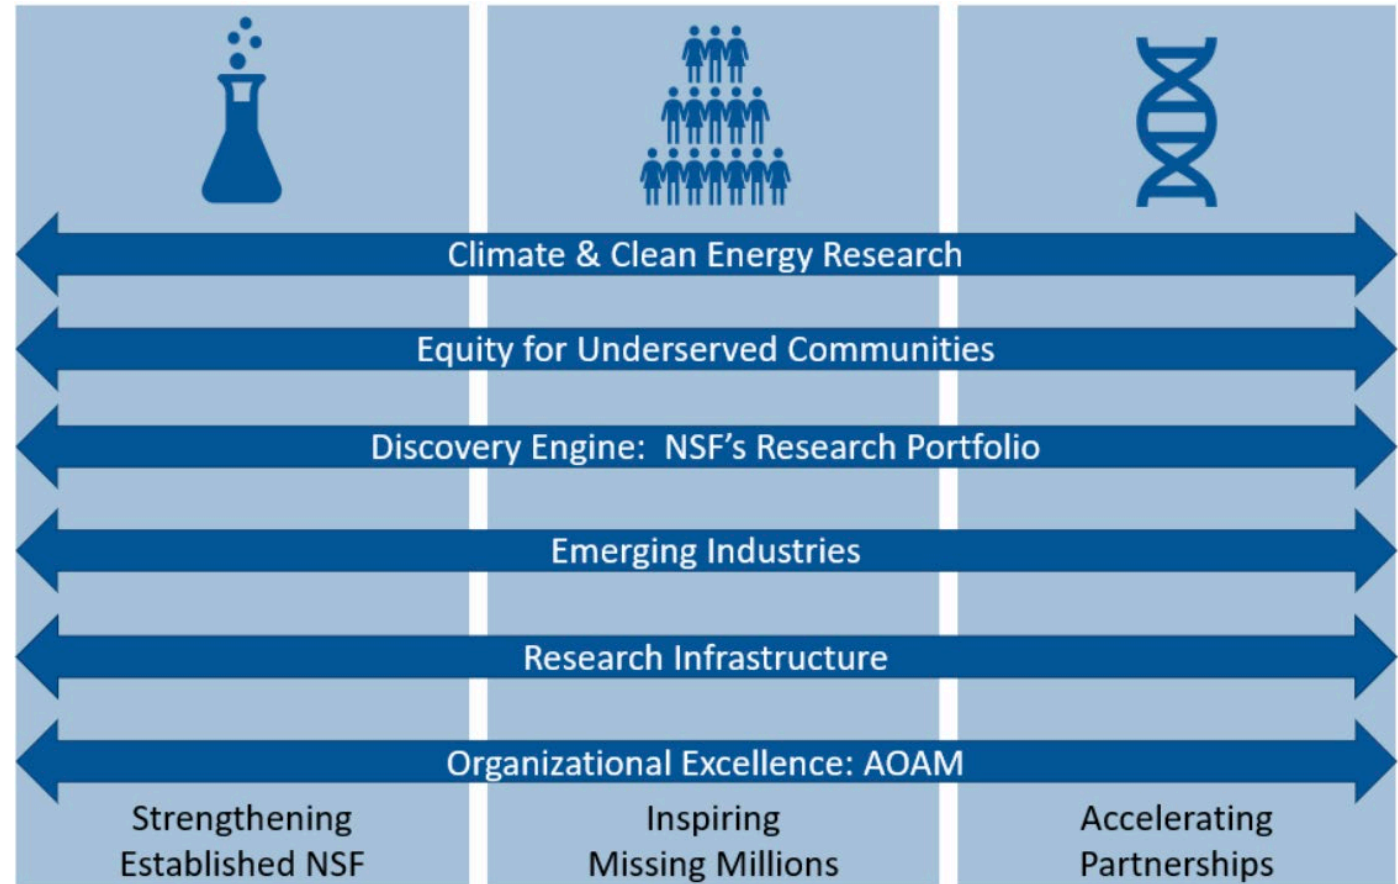 Climate & Clean Energy Research
Equity for Underserved Communities
Discovery Engine:  NSF’s Research Portfolio
Emerging Industries
Research Infrastructure
Organizational Excellence: AOAM
Strengthening
Established NSF
Inspiring
Missing Millions
Accelerating
Partnerships